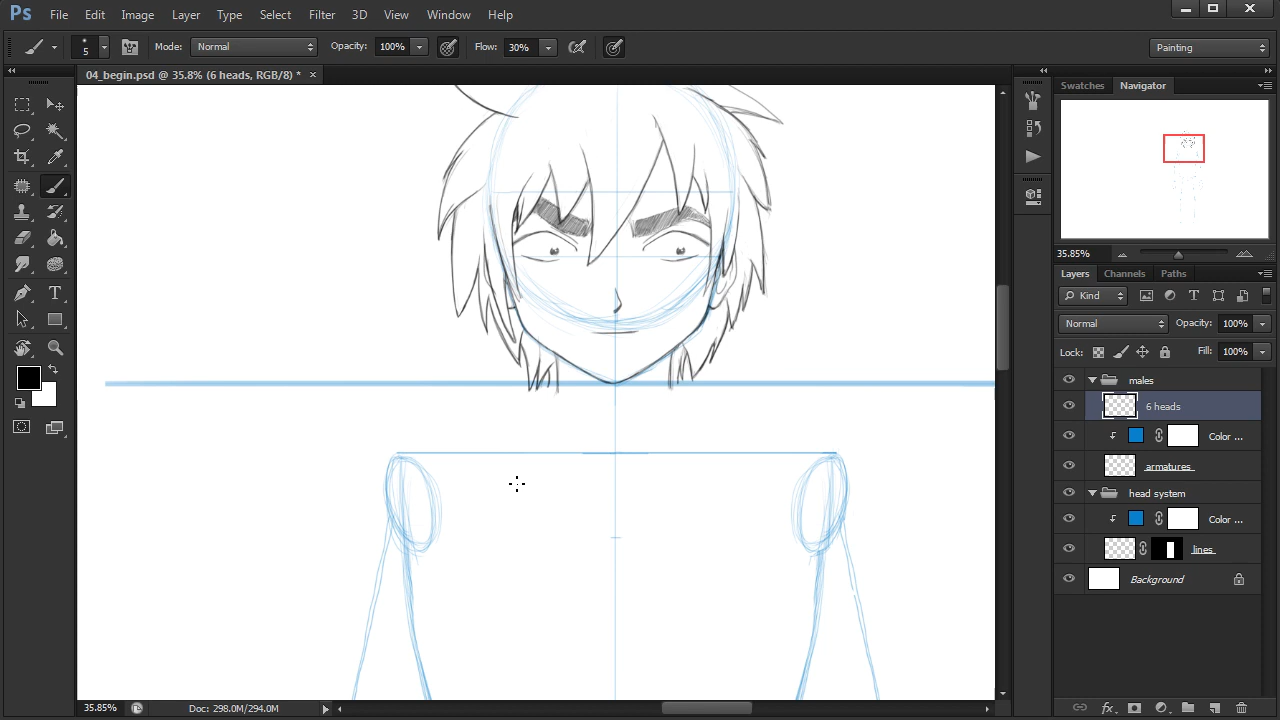 Ps File Edit Image Layer Type Select Filter 3D View Window Help
5 Mode: Normal Opacity: 100% Flow: 30% Painting
04_begin.psd @ 35.8% (6 heads, RGB/8) *
Swatches Navigator
35.85%
Layers Channels Paths
Kind
Normal Opacity: 100%
Lock: Fill: 100%
males
6 heads
Color ...
armatures
head system
Color ...
lines
Background
35.85% Doc: 298.0M/294.0M